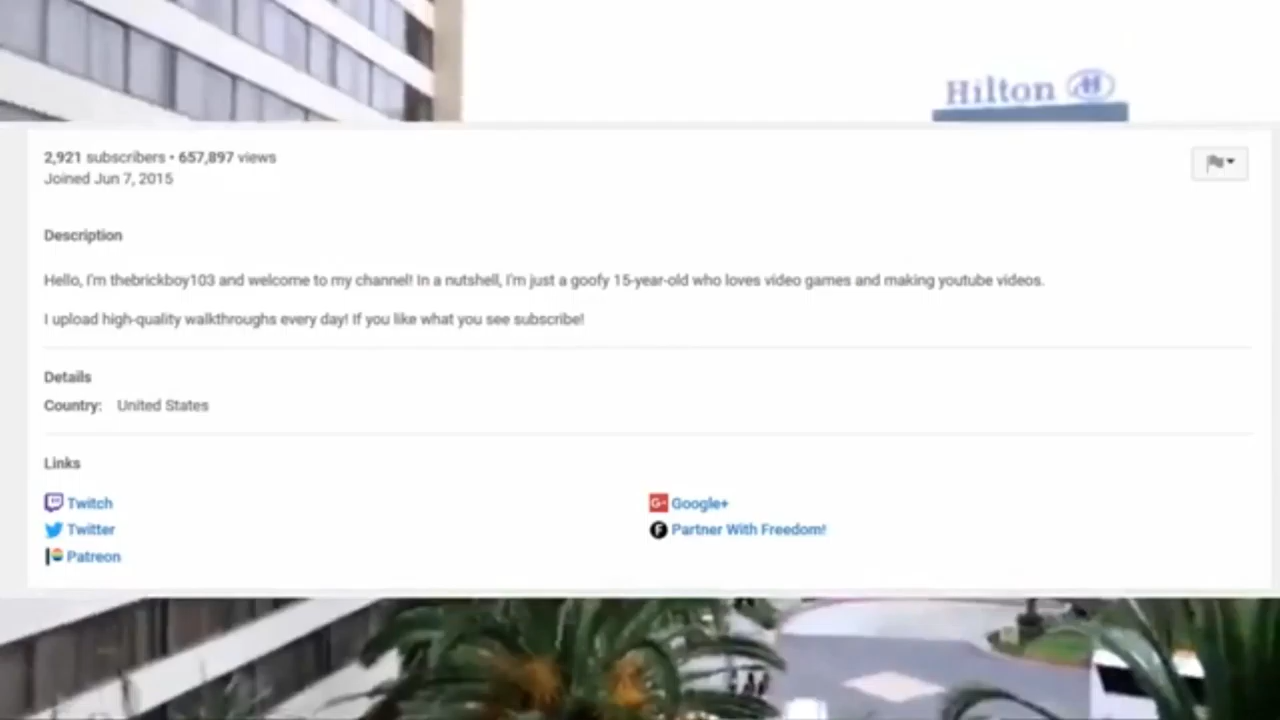 Hilton
2,921 subscribers • 657,897 views
Joined Jun 7, 2015
Description
Hello, I'm thebrickboy103 and welcome to my channel! In a nutshell, I'm just a goofy 15-year-old who loves video games and making youtube videos.
I upload high-quality walkthroughs every day! If you like what you see subscribe!
Details
Country: United States
Links
Twitch
Google+
Twitter
Partner With Freedom!
Patreon